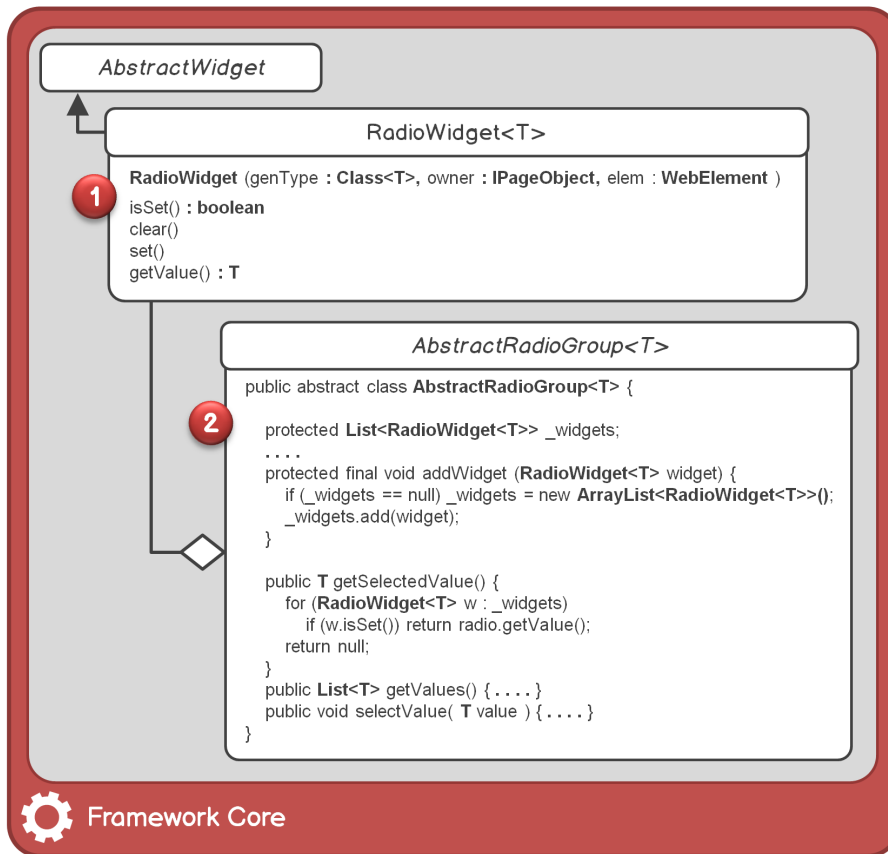 AbstractWidget
RadioWidget<T>
1
RadioWidget (genType : Class<T>, owner : IPageObject, elem : WebElement )
isSet() : boolean
clear()
set()
getValue() : T
AbstractRadioGroup<T>
public abstract class AbstractRadioGroup<T> {
2
protected List<RadioWidget<T>> _widgets;
. . . .
protected final void addWidget (RadioWidget<T> widget) {
if (_widgets == null) _widgets = new ArrayList<RadioWidget<T>>();
_widgets.add(widget);
}
public T getSelectedValue() {
for (RadioWidget<T> w : _widgets)
if (w.isSet()) return radio.getValue();
return null;
}
public List<T> getValues() { . . . . }
public void selectValue( T value ) { . . . . }
}
Framework Core